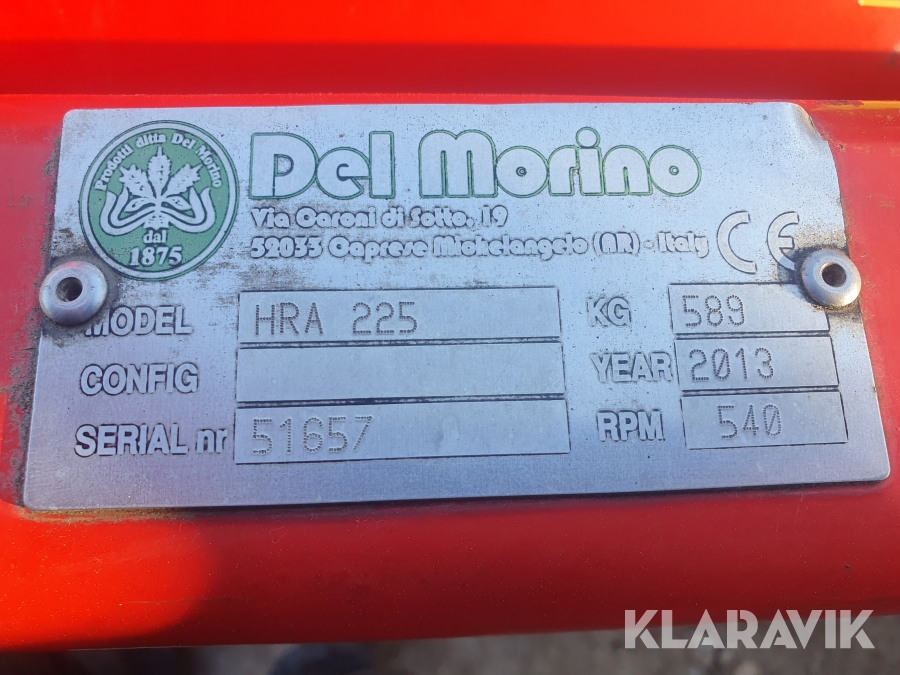 Prodotti ditta Del Morino
dal
1875
Del Morino
Via Caroni di Sotto, 19
52033 Caprese Michelangelo (AR) - Italy
CE
MODEL HRA 225 KG 589
CONFIG YEAR 2013
SERIAL nr 51657 RPM 540
KLARAVIK